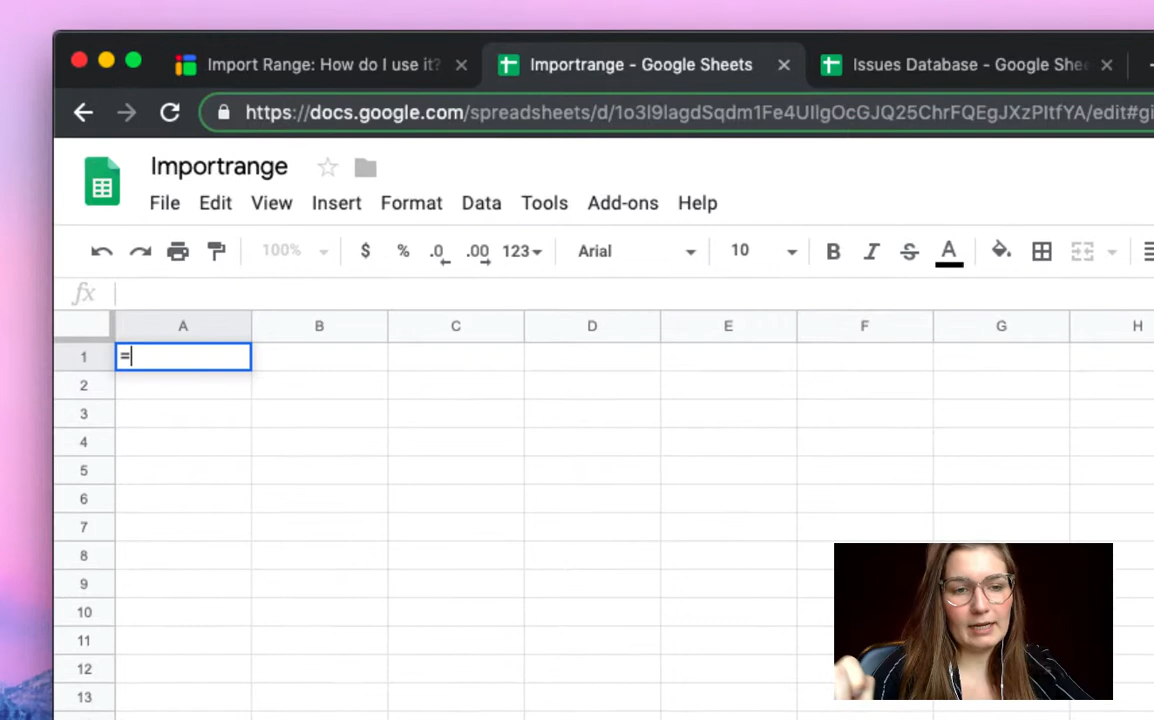 Import Range: How do I use it?
Importrange - Google Sheets
Issues Database - Google Shee
https://docs.google.com/spreadsheets/d/1o3l9lagdSqdm1Fe4UIlgOcGJQ25ChrFQEgJXzPItfYA/edit#gi
Importrange
File Edit View Insert Format Data Tools Add-ons Help
100% $ % .0 .00 123 Arial 10 B I S A
fx
A B C D E F G H
1 =
2
3
4
5
6
7
8
9
10
11
12
13